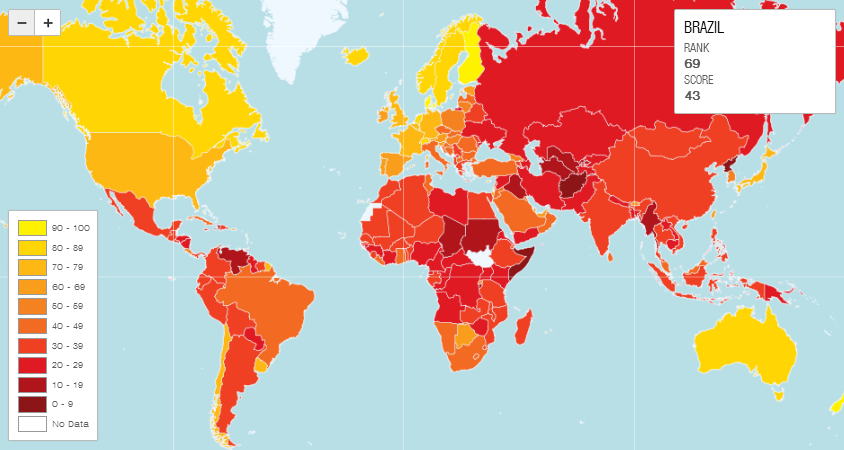 − +
BRAZIL
RANK
69
SCORE
43
90 - 100
80 - 89
70 - 79
60 - 69
50 - 59
40 - 49
30 - 39
20 - 29
10 - 19
0 - 9
No Data